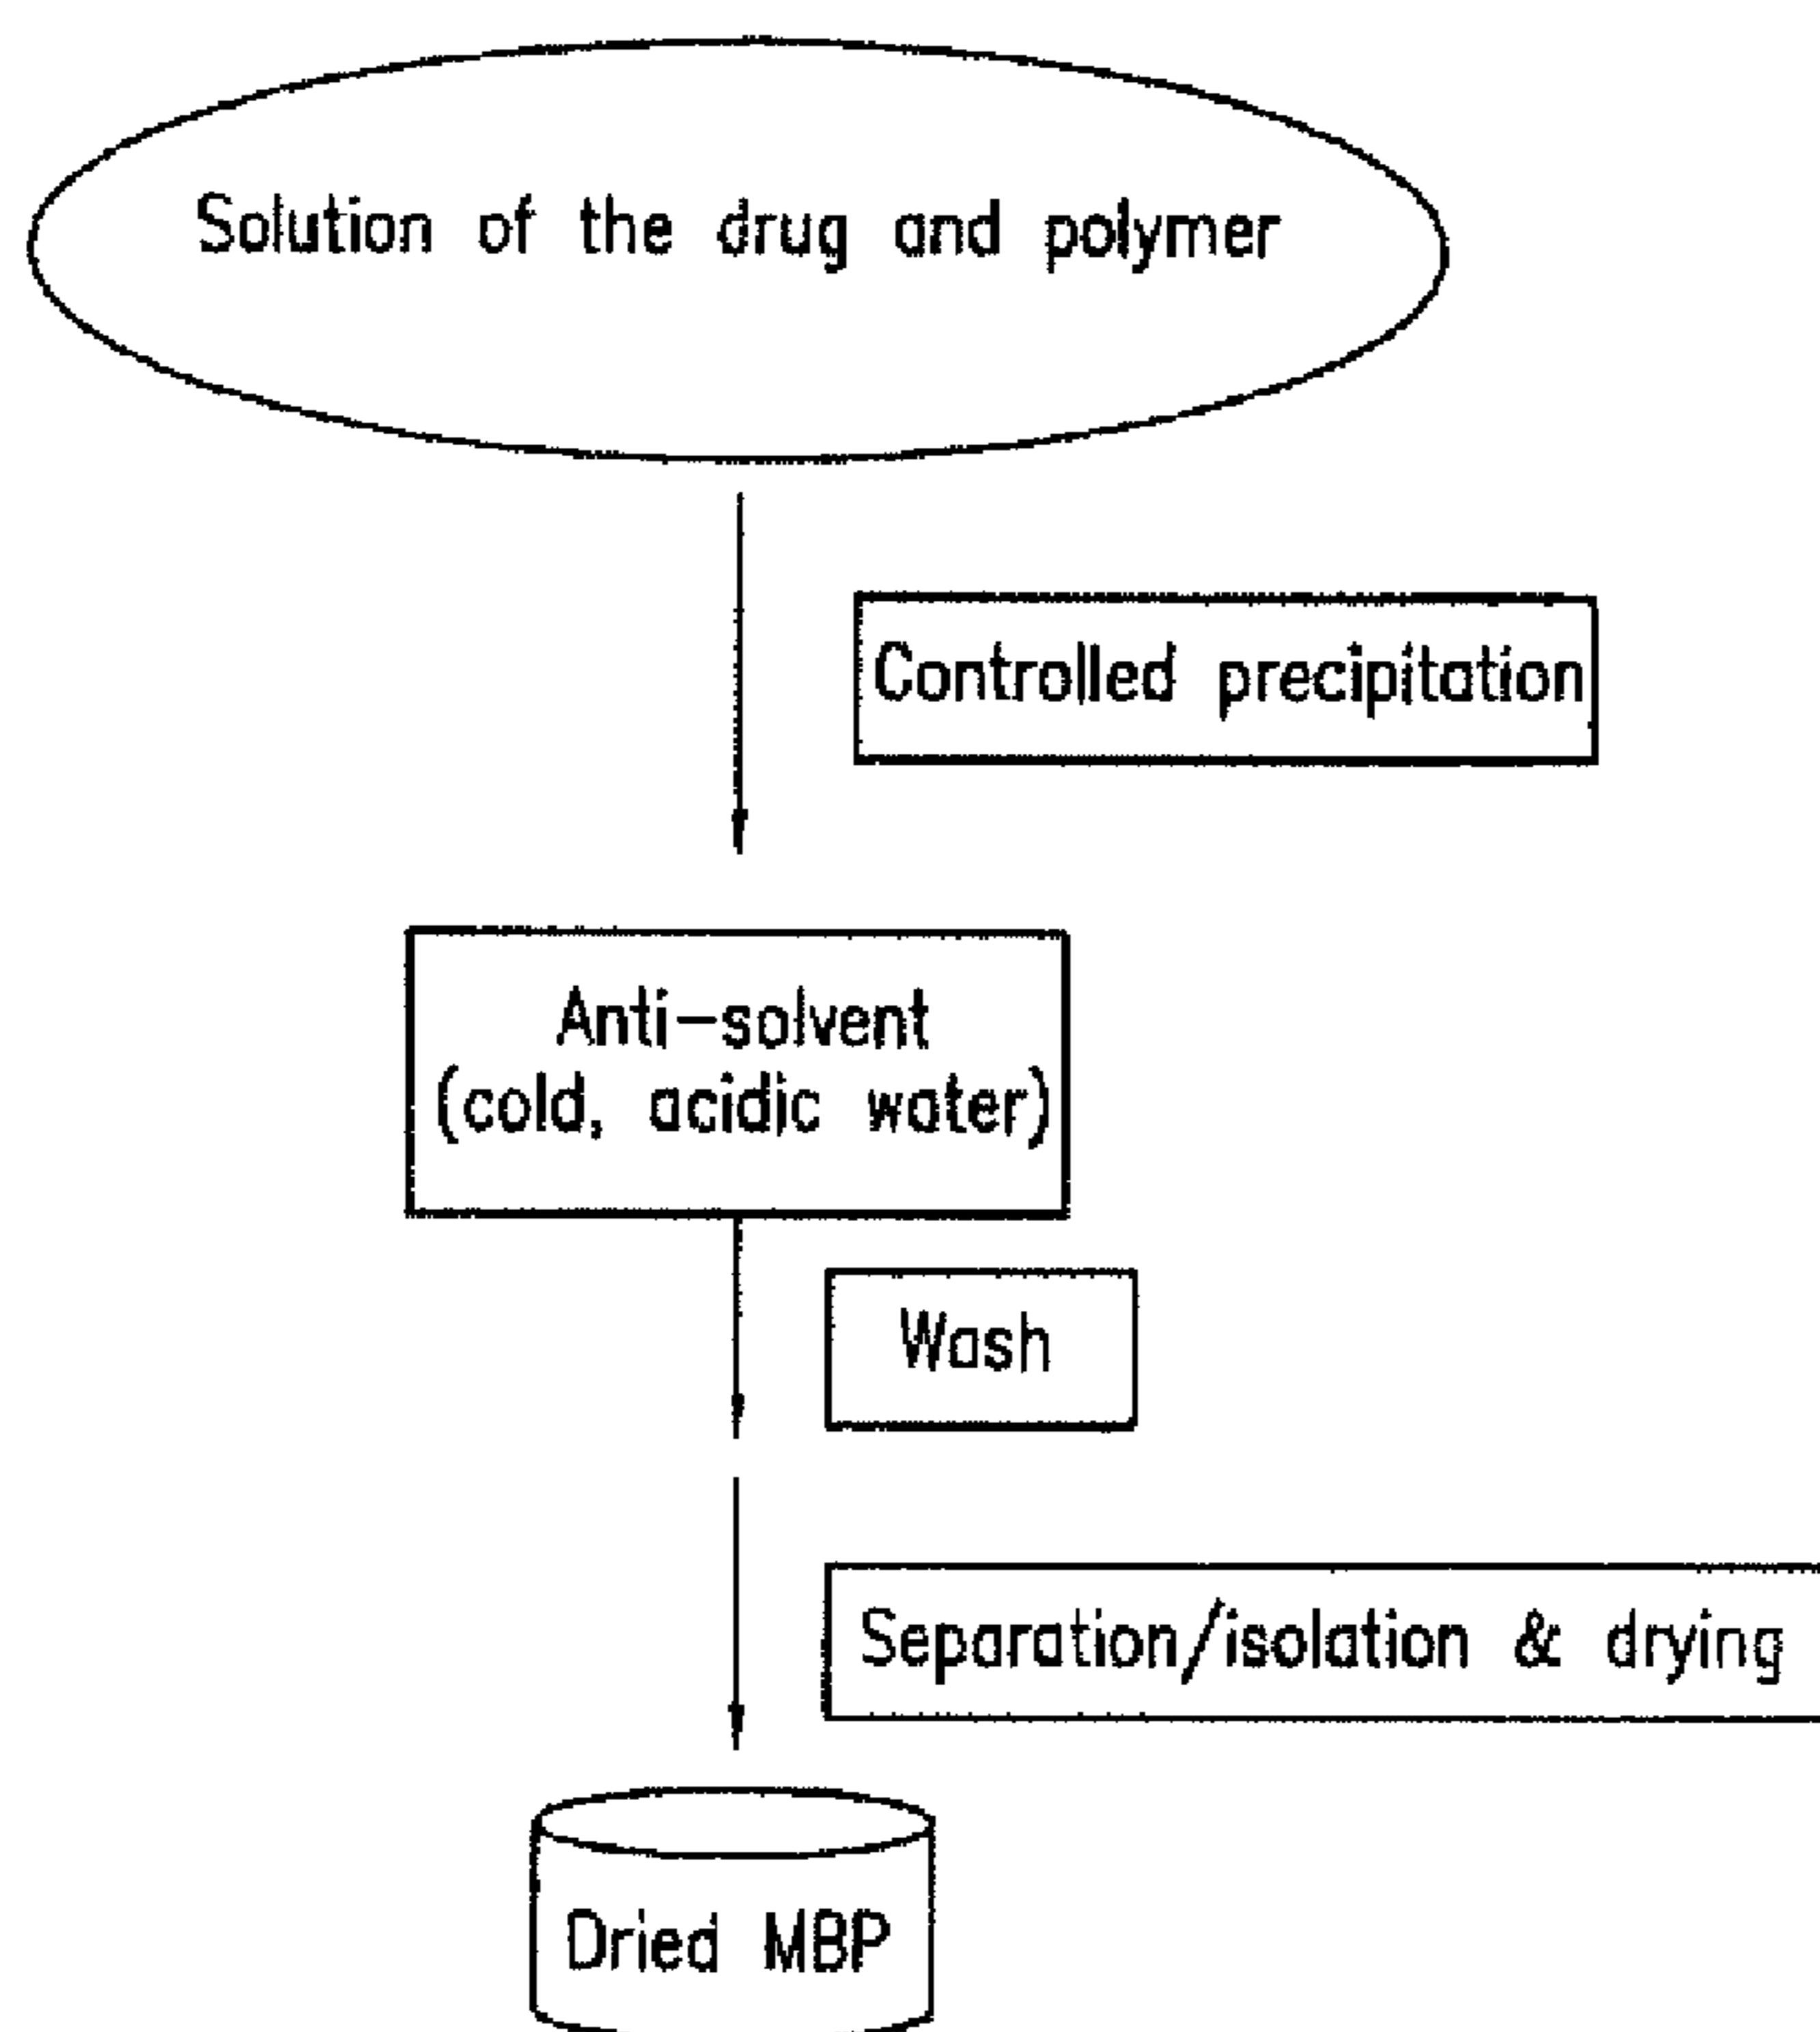 Solution of the drug and polymer
Controlled precipitation
Anti-solvent
(cold, acidic water)
Wash
Separation/isolation & drying
Dried MBP